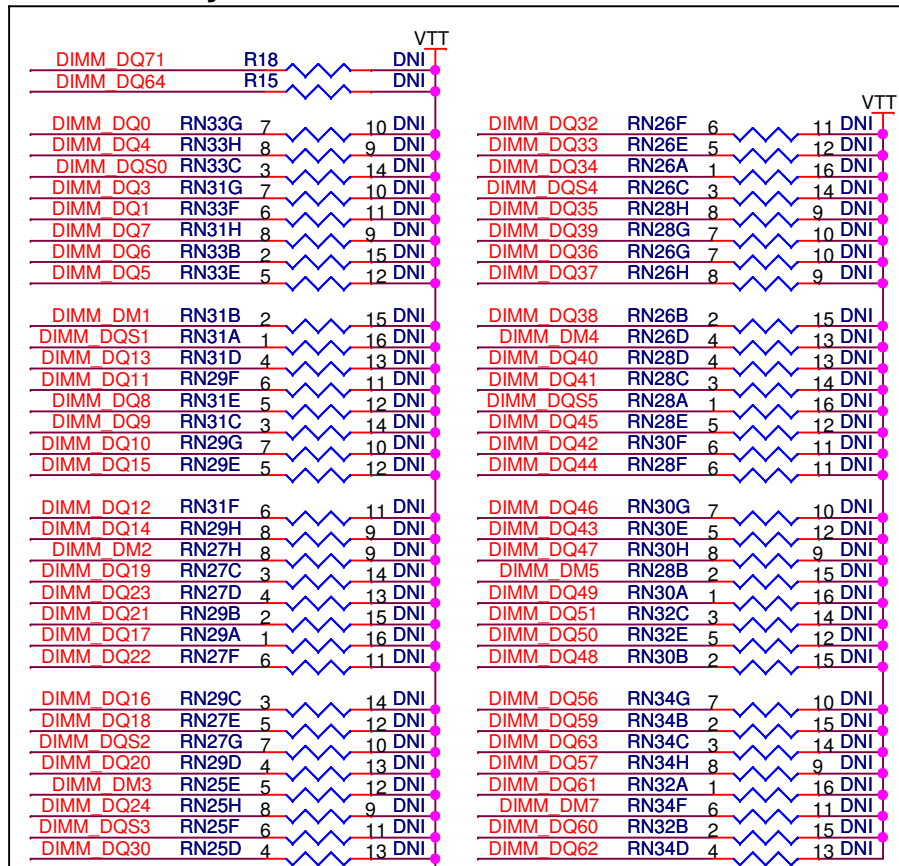 VTT
DIMM_DQ71 R18 DNI
DIMM_DQ64 R15 DNI
DIMM_DQ0 RN33G 7 10 DNI
DIMM_DQ4 RN33H 8 9 DNI
DIMM_DQS0 RN33C 3 14 DNI
DIMM_DQ3 RN31G 7 10 DNI
DIMM_DQ1 RN33F 6 11 DNI
DIMM_DQ7 RN31H 8 9 DNI
DIMM_DQ6 RN33B 2 15 DNI
DIMM_DQ5 RN33E 5 12 DNI
DIMM_DM1 RN31B 2 15 DNI
DIMM_DQS1 RN31A 1 16 DNI
DIMM_DQ13 RN31D 4 13 DNI
DIMM_DQ11 RN29F 6 11 DNI
DIMM_DQ8 RN31E 5 12 DNI
DIMM_DQ9 RN31C 3 14 DNI
DIMM_DQ10 RN29G 7 10 DNI
DIMM_DQ15 RN29E 5 12 DNI
DIMM_DQ12 RN31F 6 11 DNI
DIMM_DQ14 RN29H 8 9 DNI
DIMM_DM2 RN27H 8 9 DNI
DIMM_DQ19 RN27C 3 14 DNI
DIMM_DQ23 RN27D 4 13 DNI
DIMM_DQ21 RN29B 2 15 DNI
DIMM_DQ17 RN29A 1 16 DNI
DIMM_DQ22 RN27F 6 11 DNI
DIMM_DQ16 RN29C 3 14 DNI
DIMM_DQ18 RN27E 5 12 DNI
DIMM_DQS2 RN27G 7 10 DNI
DIMM_DQ20 RN29D 4 13 DNI
DIMM_DM3 RN25E 5 12 DNI
DIMM_DQ24 RN25H 8 9 DNI
DIMM_DQS3 RN25F 6 11 DNI
DIMM_DQ30 RN25D 4 13 DNI
VTT
DIMM_DQ32 RN26F 6 11 DNI
DIMM_DQ33 RN26E 5 12 DNI
DIMM_DQ34 RN26A 1 16 DNI
DIMM_DQS4 RN26C 3 14 DNI
DIMM_DQ35 RN28H 8 9 DNI
DIMM_DQ39 RN28G 7 10 DNI
DIMM_DQ36 RN26G 7 10 DNI
DIMM_DQ37 RN26H 8 9 DNI
DIMM_DQ38 RN26B 2 15 DNI
DIMM_DM4 RN26D 4 13 DNI
DIMM_DQ40 RN28D 4 13 DNI
DIMM_DQ41 RN28C 3 14 DNI
DIMM_DQS5 RN28A 1 16 DNI
DIMM_DQ45 RN28E 5 12 DNI
DIMM_DQ42 RN30F 6 11 DNI
DIMM_DQ44 RN28F 6 11 DNI
DIMM_DQ46 RN30G 7 10 DNI
DIMM_DQ43 RN30E 5 12 DNI
DIMM_DQ47 RN30H 8 9 DNI
DIMM_DM5 RN28B 2 15 DNI
DIMM_DQ49 RN30A 1 16 DNI
DIMM_DQ51 RN32C 3 14 DNI
DIMM_DQ50 RN32E 5 12 DNI
DIMM_DQ48 RN30B 2 15 DNI
DIMM_DQ56 RN34G 7 10 DNI
DIMM_DQ59 RN34B 2 15 DNI
DIMM_DQ63 RN34C 3 14 DNI
DIMM_DQ57 RN34H 8 9 DNI
DIMM_DQ61 RN32A 1 16 DNI
DIMM_DM7 RN34F 6 11 DNI
DIMM_DQ60 RN32B 2 15 DNI
DIMM_DQ62 RN34D 4 13 DNI